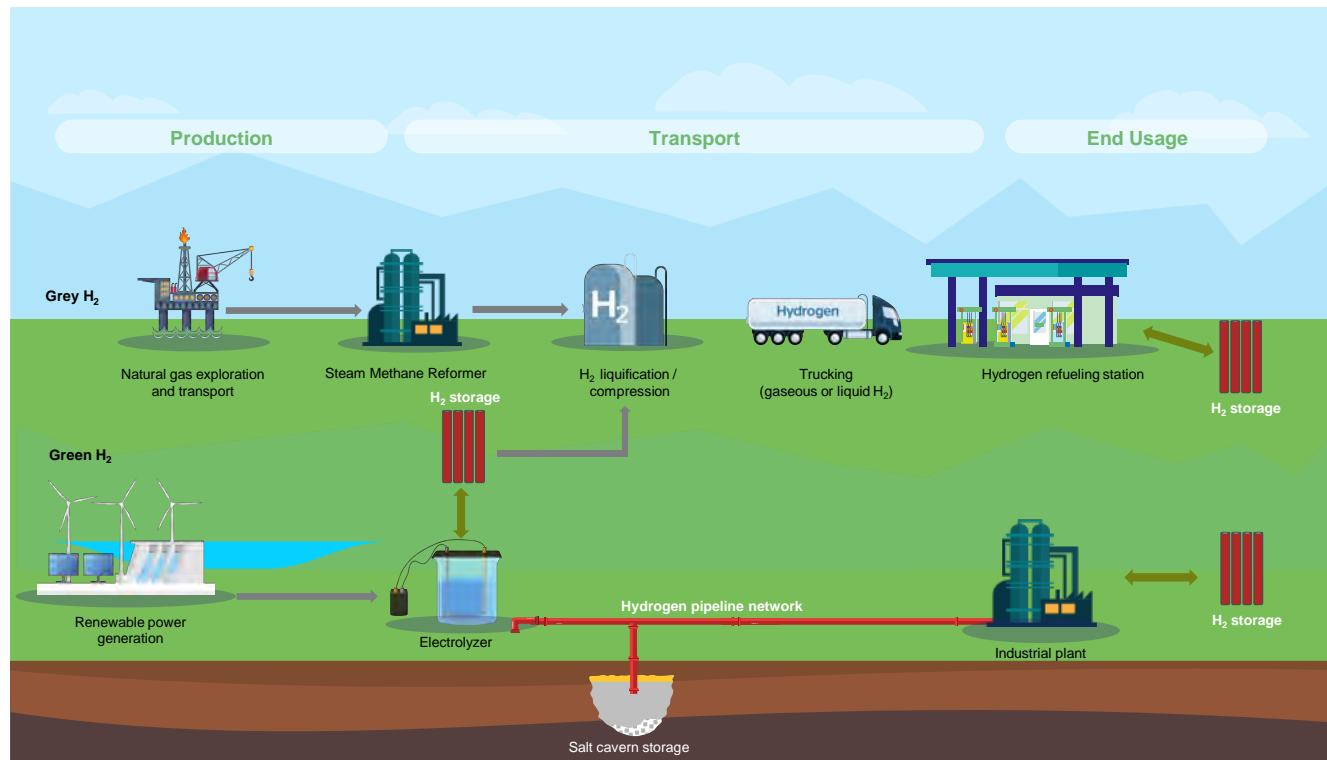 Production
Transport
End Usage
Grey H₂
H₂
Hydrogen
Natural gas exploration
and transport
Steam Methane Reformer
H₂ liquification /
compression
Trucking
(gaseous or liquid H₂)
Hydrogen refueling station
H₂ storage
H₂ storage
Green H₂
Renewable power
generation
Electrolyzer
Hydrogen pipeline network
Industrial plant
H₂ storage
Salt cavern storage